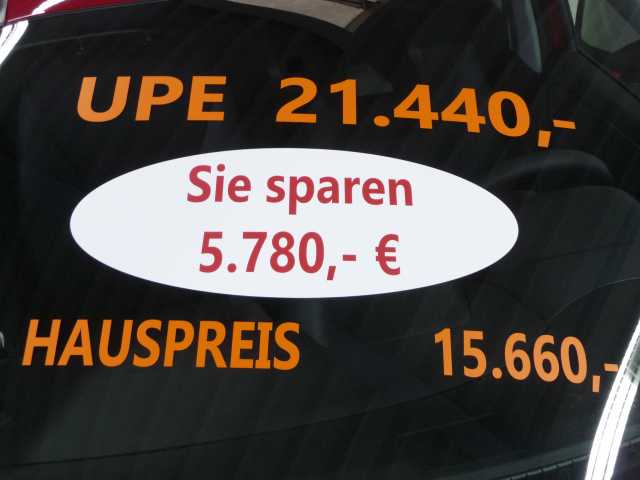 UPE 21.440,-
Sie sparen
5.780,- €
HAUSPREIS 15.660,-